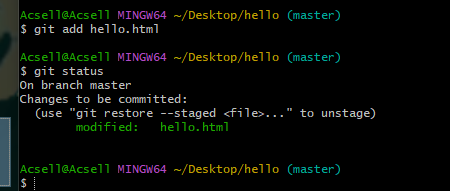 Acsell@Acsell MINGW64 ~/Desktop/hello (master)
$ git add hello.html
Acsell@Acsell MINGW64 ~/Desktop/hello (master)
$ git status
On branch master
Changes to be committed:
  (use "git restore --staged <file>..." to unstage)
        modified:   hello.html
Acsell@Acsell MINGW64 ~/Desktop/hello (master)
$